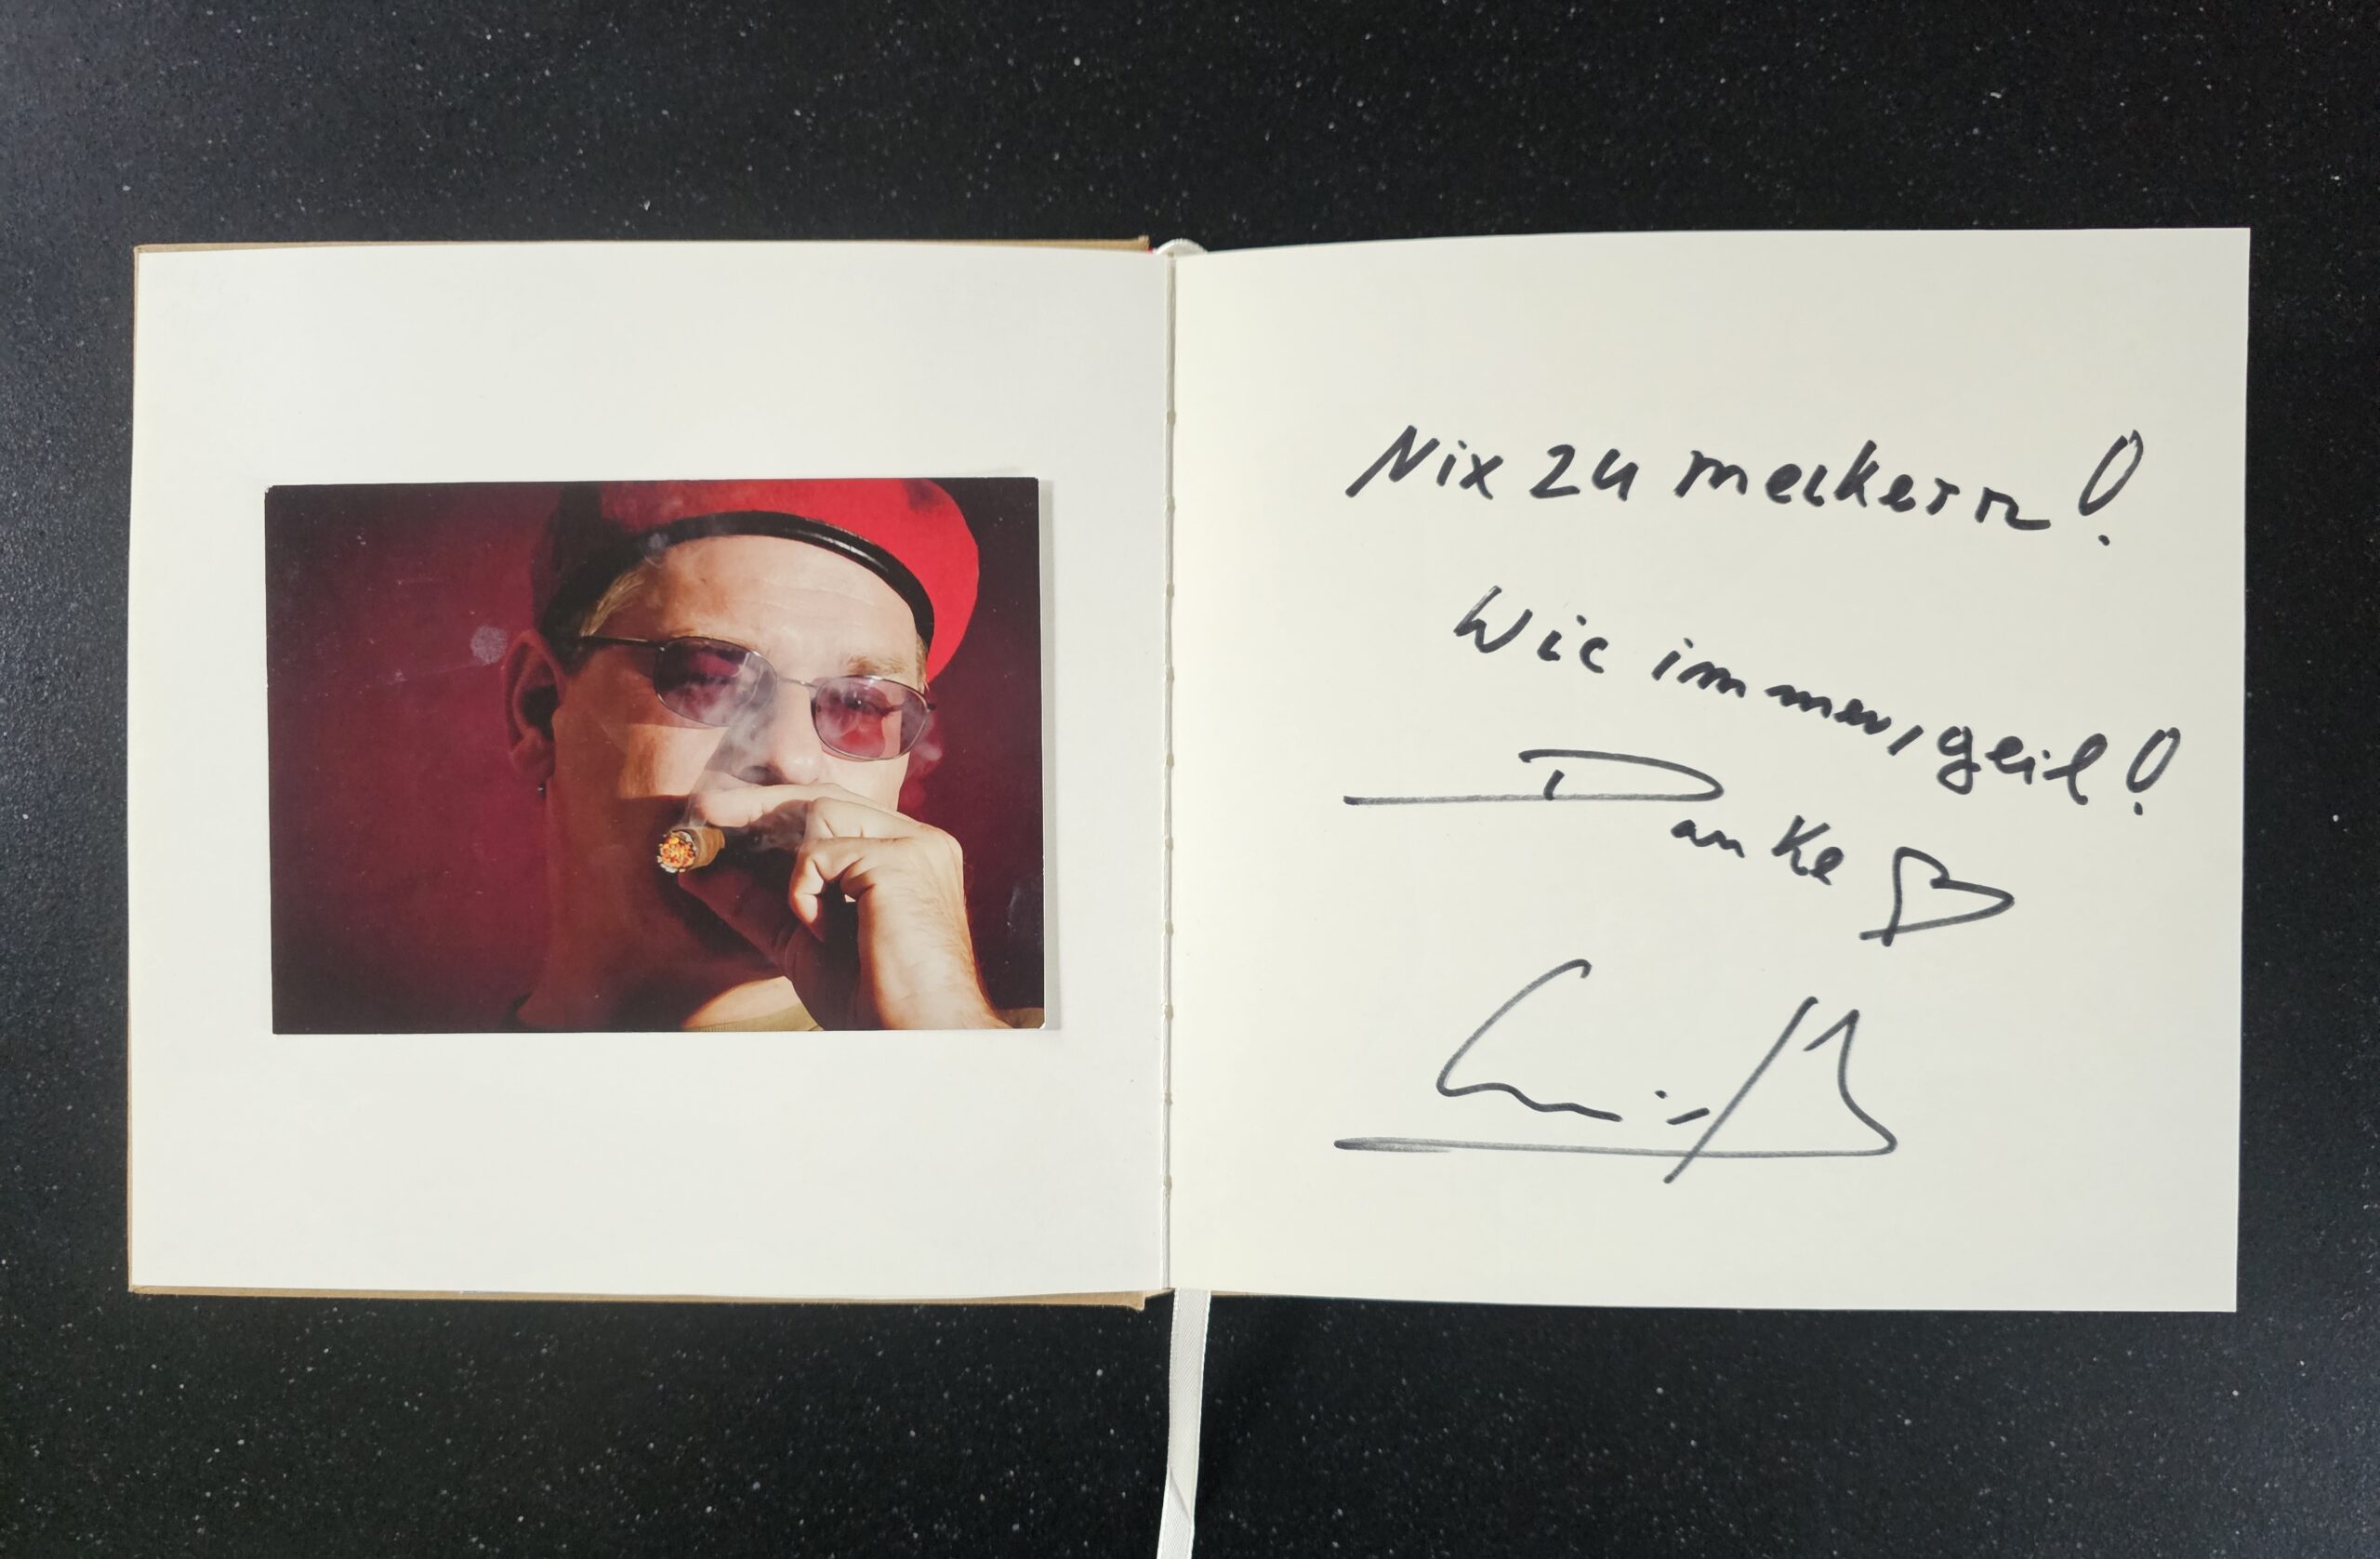 Nix zu meckern!
Wie immer, geil!
Danke